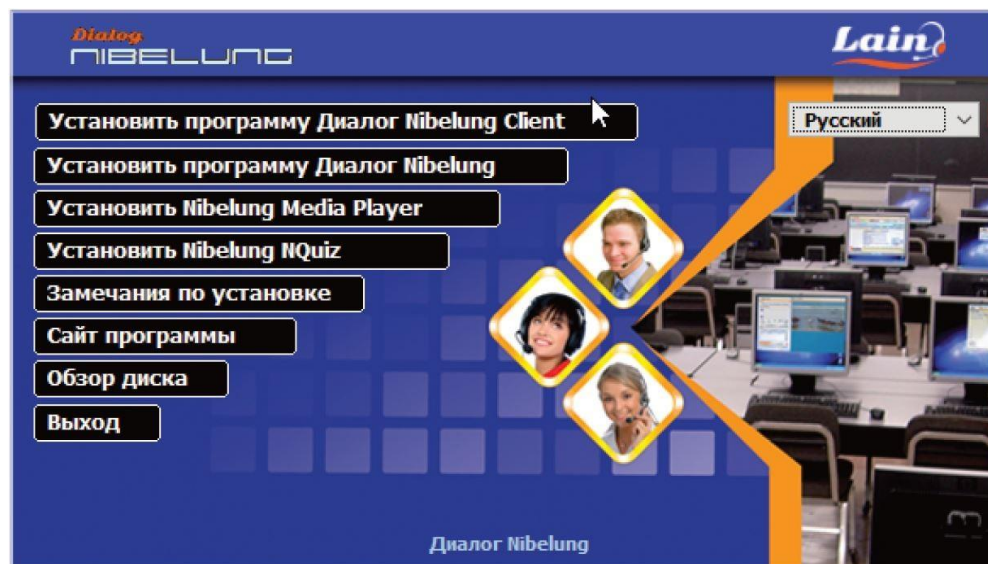 Dialog
NIBELUNG
Lain
Русский
Установить программу Диалог Nibelung Client
Установить программу Диалог Nibelung
Установить Nibelung Media Player
Установить Nibelung NQuiz
Замечания по установке
Сайт программы
Обзор диска
Выход
Диалог Nibelung